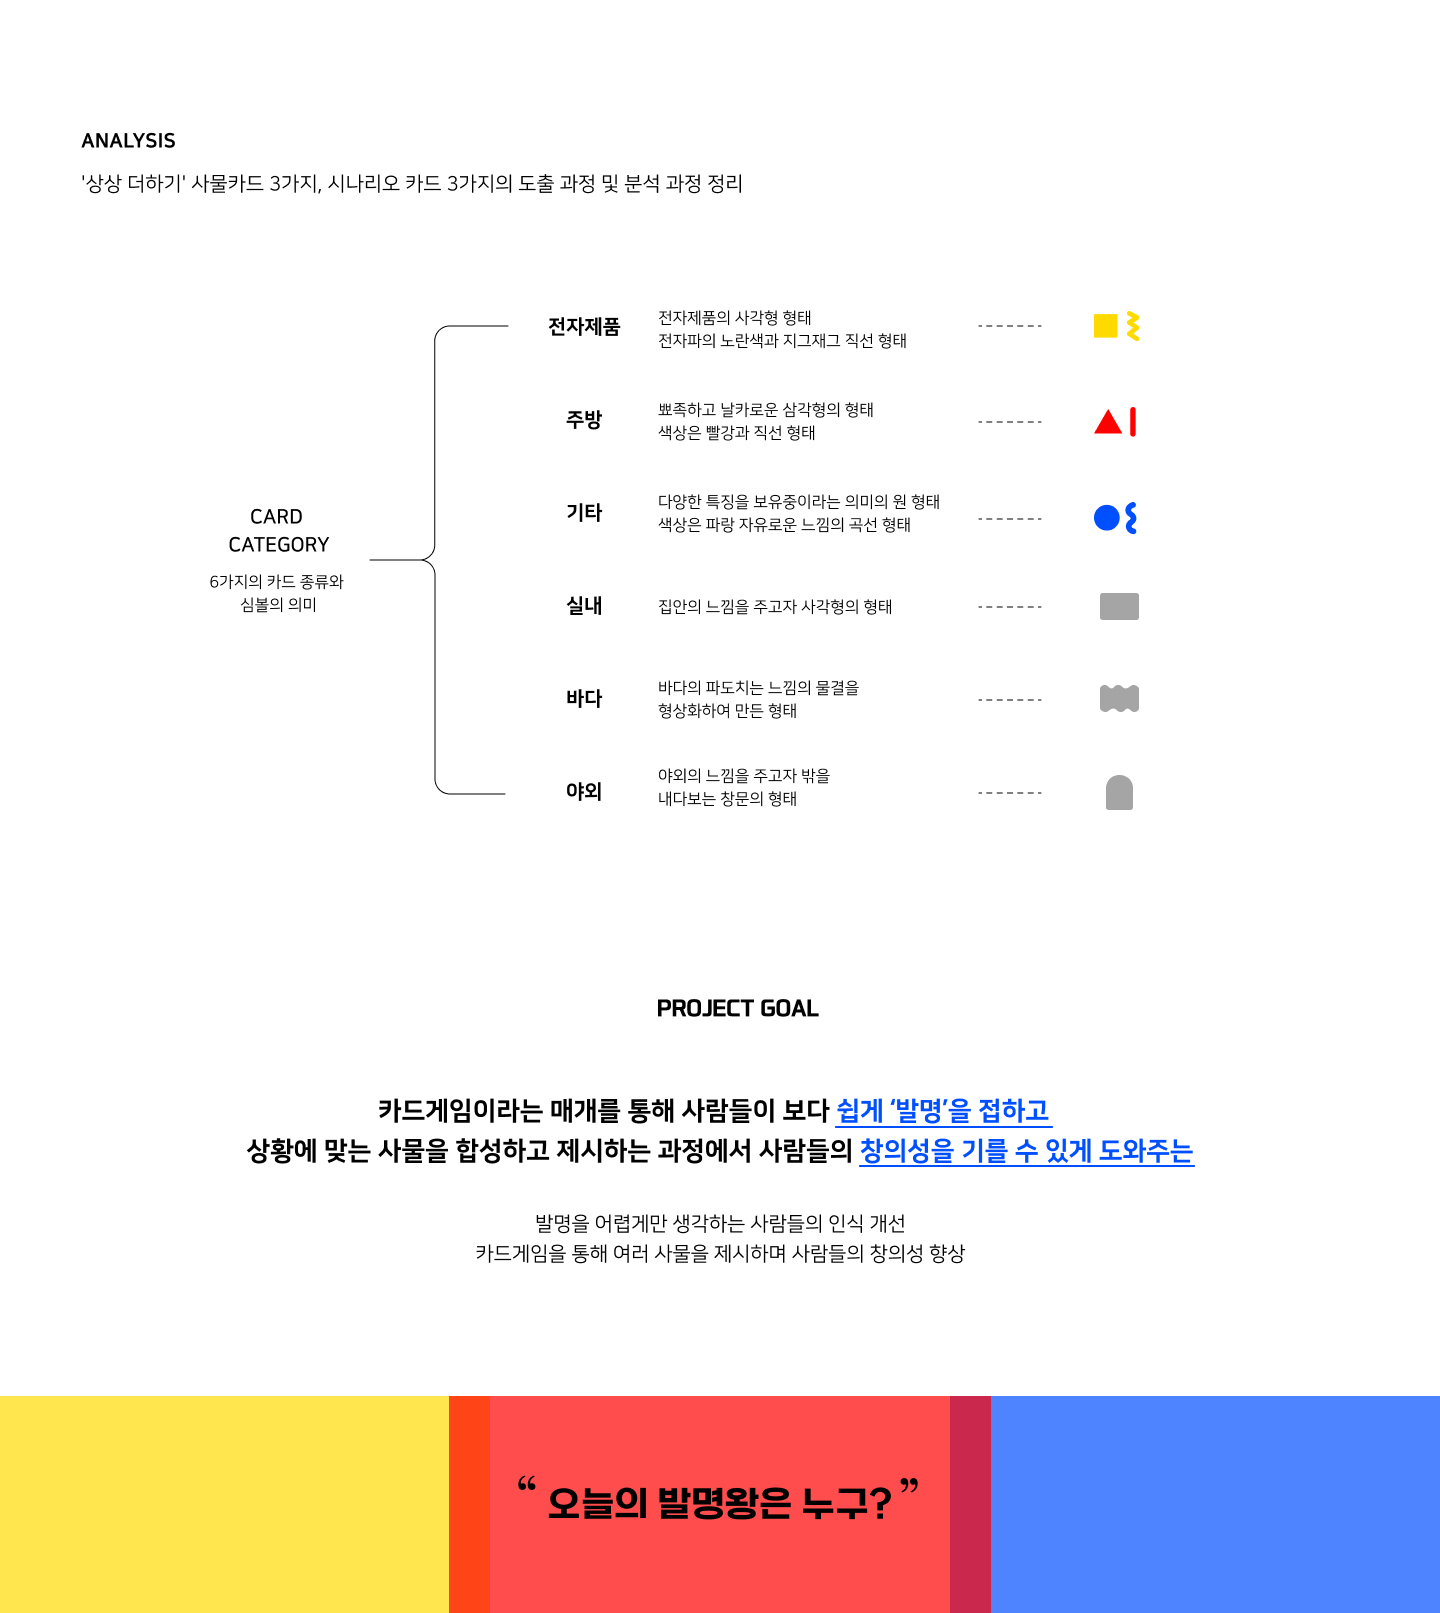 ANALYSIS
'상상 더하기' 사물카드 3가지, 시나리오 카드 3가지의 도출 과정 및 분석 과정 정리
CARD
CATEGORY
6가지의 카드 종류와
심볼의 의미
전자제품
전자제품의 사각형 형태
전자파의 노란색과 지그재그 직선 형태
주방
뾰족하고 날카로운 삼각형의 형태
색상은 빨강과 직선 형태
기타
다양한 특징을 보유중이라는 의미의 원 형태
색상은 파랑 자유로운 느낌의 곡선 형태
실내
집안의 느낌을 주고자 사각형의 형태
바다
바다의 파도치는 느낌의 물결을
형상화하여 만든 형태
야외
야외의 느낌을 주고자 밖을
내다보는 창문의 형태
PROJECT GOAL
카드게임이라는 매개를 통해 사람들이 보다 쉽게 ‘발명’을 접하고
상황에 맞는 사물을 합성하고 제시하는 과정에서 사람들의 창의성을 기를 수 있게 도와주는
발명을 어렵게만 생각하는 사람들의 인식 개선
카드게임을 통해 여러 사물을 제시하며 사람들의 창의성 향상
“ 오늘의 발명왕은 누구? ”